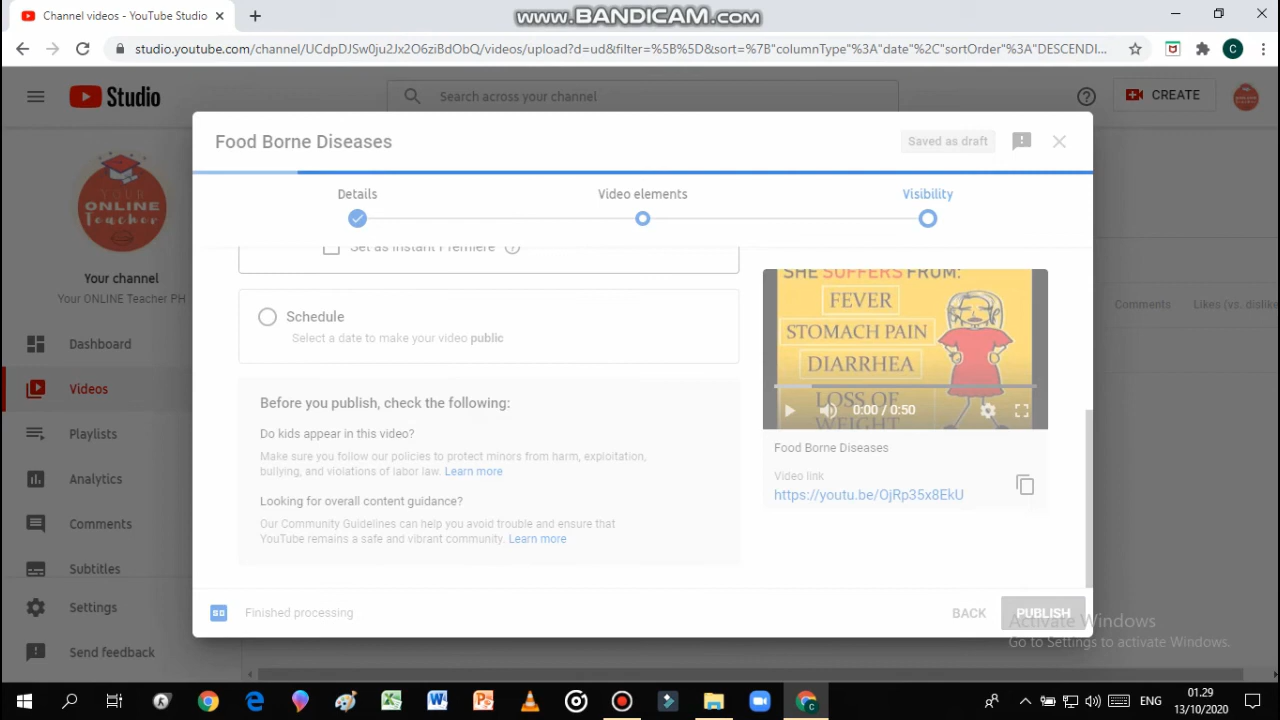 Channel videos - YouTube Studio
www.BANDICAM.com
studio.youtube.com/channel/UCdpDJSw0ju2Jx2O6ziBdObQ/videos/upload?d=ud&filter=%5B%5D&sort=%7B"columnType"%3A"date"%2C"sortOrder"%3A"DESCENDI...
C
Studio
Search across your channel
CREATE
Food Borne Diseases
Saved as draft
Details
Video elements
Visibility
YOUR
ONLINE
Teacher
Set as instant Premiere
SHE SUFFERS FROM:
FEVER
STOMACH PAIN
DIARRHEA
LOSS OF
WEIGHT
0:00 / 0:50
Your channel
Your ONLINE Teacher PH
Schedule
Select a date to make your video public
Comments
Likes (vs. dislike
Dashboard
Videos
Playlists
Analytics
Comments
Subtitles
Settings
Send feedback
Before you publish, check the following:
Do kids appear in this video?
Make sure you follow our policies to protect minors from harm, exploitation,
bullying, and violations of labor law. Learn more
Looking for overall content guidance?
Our Community Guidelines can help you avoid trouble and ensure that
YouTube remains a safe and vibrant community. Learn more
Food Borne Diseases
Video link
https://youtu.be/OjRp35x8EkU
Finished processing
BACK
PUBLISH
Activate Windows
Go to Settings to activate Windows.
ENG
01.29
13/10/2020